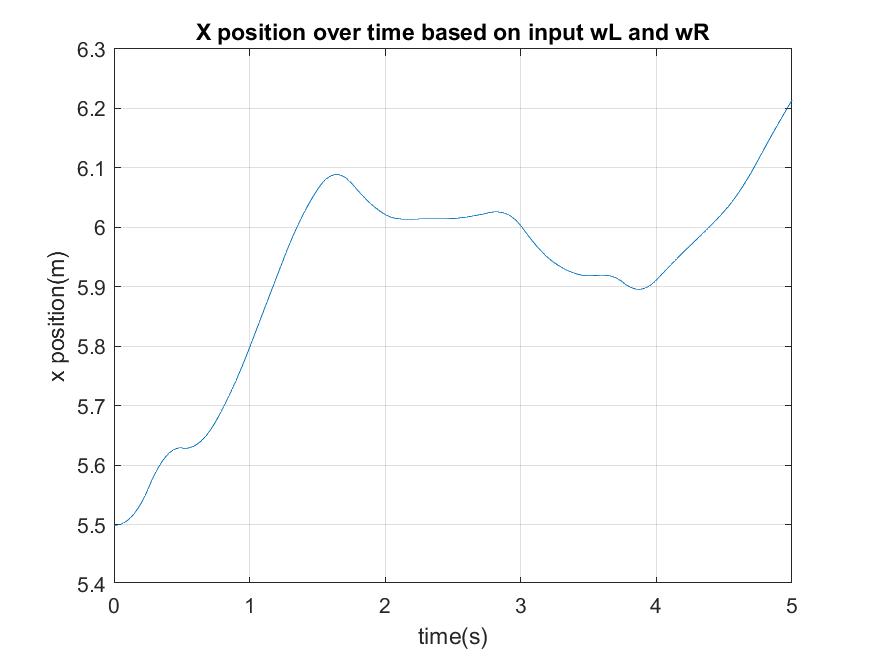 X position over time based on input wL and wR
6.3
6.2
6.1
6
5.9
5.8
5.7
5.6
5.5
5.4
x position(m)
0 1 2 3 4 5
time(s)